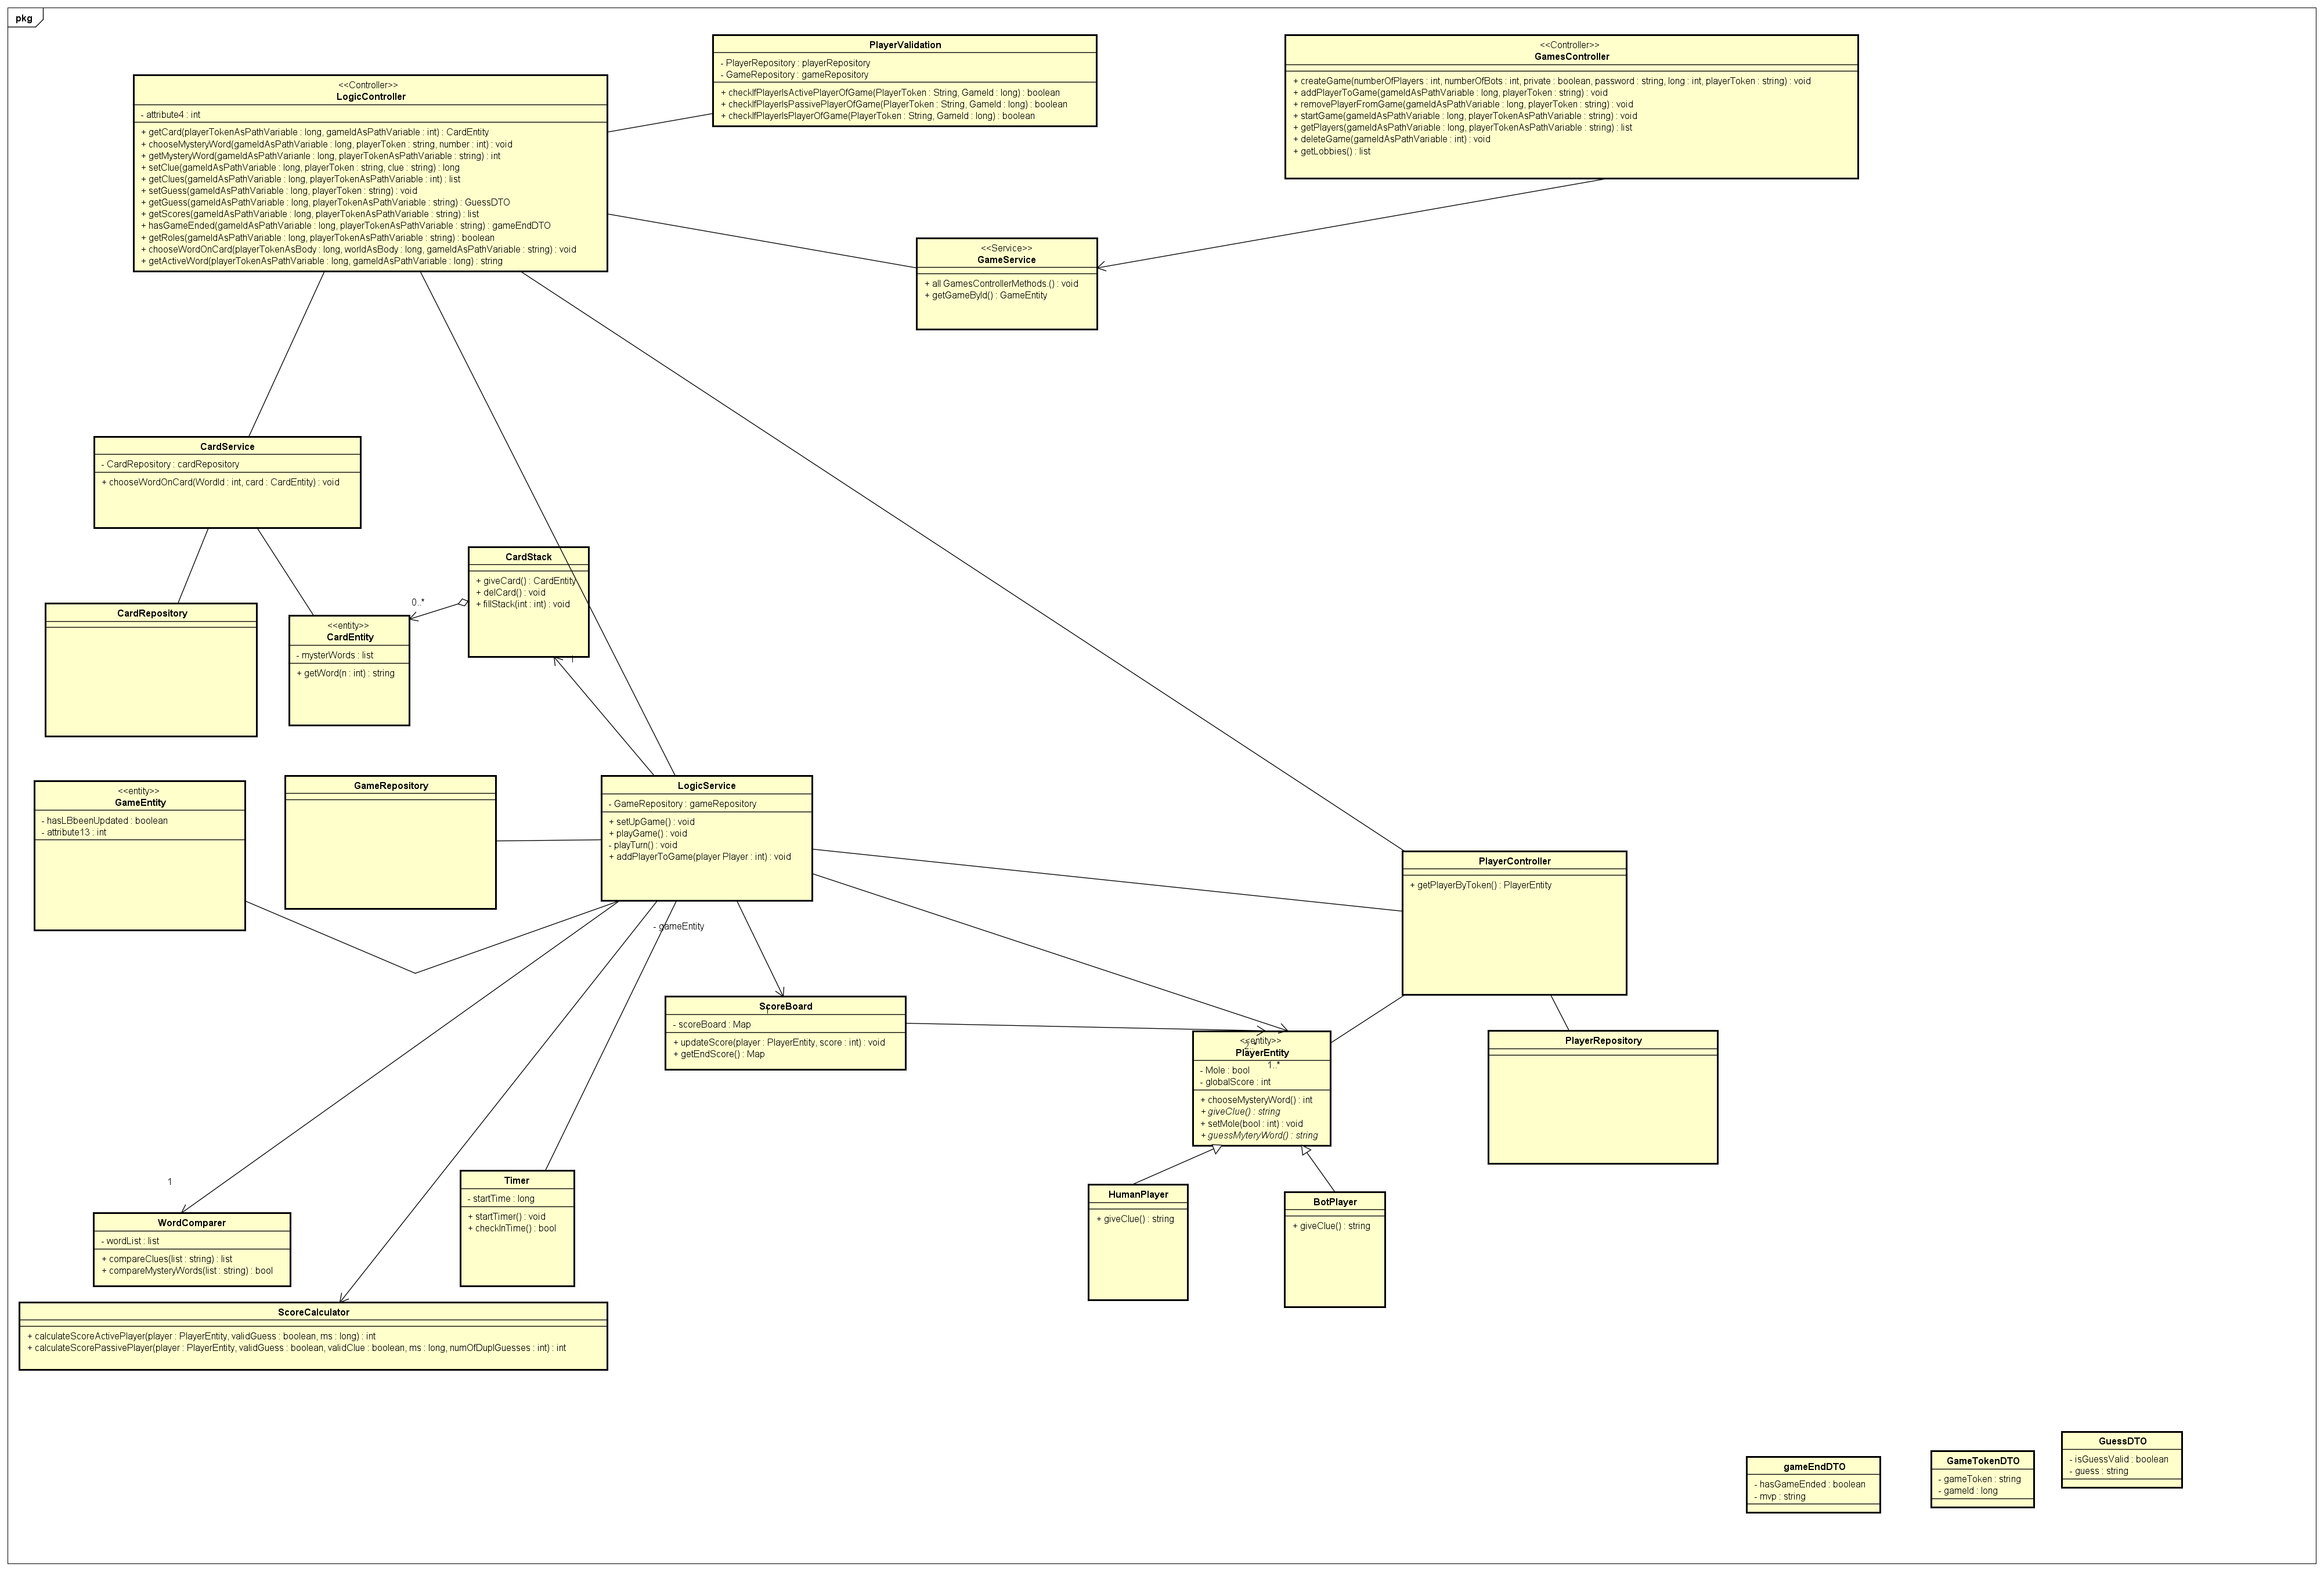 pkg
<<Controller>>
LogicController
- attribute4 : int
+ getCard(playerTokenAsPathVariable : long, gameIdAsPathVariable : int) : CardEntity
+ chooseMysteryWord(gameIdAsPathVariable : long, playerToken : string, number : int) : void
+ getMysteryWord(gameIdAsPathVarianle : long, playerTokenAsPathVariable : string) : int
+ setClue(gameIdAsPathVariable : long, playerToken : string, clue : string) : long
+ getClues(gameIdAsPathVariable : long, playerTokenAsPathVariable : int) : list
+ setGuess(gameIdAsPathVariable : long, playerToken : string) : void
+ getGuess(gameIdAsPathVariable : long, playerTokenAsPathVariable : string) : GuessDTO
+ getScores(gameIdAsPathVariable : long, playerTokenAsPathVariable : string) : list
+ hasGameEnded(gameIdAsPathVariable : long, playerTokenAsPathVariable : string) : gameEndDTO
+ getRoles(gameIdAsPathVariable : long, playerTokenAsPathVariable : string) : boolean
+ chooseWordOnCard(playerTokenAsBody : long, worldAsBody : long, gameIdAsPathVariable : string) : void
+ getActiveWord(playerTokenAsPathVariable : long, gameIdAsPathVariable : long) : string
PlayerValidation
- PlayerRepository : playerRepository
- GameRepository : gameRepository
+ checkIfPlayerIsActivePlayerOfGame(PlayerToken : String, GameId : long) : boolean
+ checkIfPlayerIsPassivePlayerOfGame(PlayerToken : String, GameId : long) : boolean
+ checkIfPlayerIsPlayerOfGame(PlayerToken : String, GameId : long) : boolean
<<Controller>>
GamesController
+ createGame(numberOfPlayers : int, numberOfBots : int, private : boolean, password : string, long : int, playerToken : string) : void
+ addPlayerToGame(gameIdAsPathVariable : long, playerToken : string) : void
+ removePlayerFromGame(gameIdAsPathVariable : long, playerToken : string) : void
+ startGame(gameIdAsPathVariable : long, playerTokenAsPathVariable : string) : void
+ getPlayers(gameIdAsPathVariable : long, playerTokenAsPathVariable : string) : list
+ deleteGame(gameIdAsPathVariable : int) : void
+ getLobbies() : list
<<Service>>
GameService
+ all GamesControllerMethods.() : void
+ getGameById() : GameEntity
CardService
- CardRepository : cardRepository
+ chooseWordOnCard(WordId : int, card : CardEntity) : void
CardStack
+ giveCard() : CardEntity
+ delCard() : void
+ fillStack(int : int) : void
0..*
1
CardRepository
<<entity>>
CardEntity
- mysterWords : list
+ getWord(n : int) : string
<<entity>>
GameEntity
- hasLBbeenUpdated : boolean
- attribute13 : int
GameRepository
LogicService
- GameRepository : gameRepository
+ setUpGame() : void
+ playGame() : void
- playTurn() : void
+ addPlayerToGame(player Player : int) : void
- gameEntity
PlayerController
+ getPlayerByToken() : PlayerEntity
ScoreBoard
1
- scoreBoard : Map
+ updateScore(player : PlayerEntity, score : int) : void
+ getEndScore() : Map
<<entity>>
PlayerEntity
1..*
- Mole : bool
- globalScore : int
+ chooseMysteryWord() : int
+ giveClue() : string
+ setMole(bool : int) : void
+ guessMyteryWord() : string
PlayerRepository
HumanPlayer
+ giveClue() : string
BotPlayer
+ giveClue() : string
1
WordComparer
- wordList : list
+ compareClues(list : string) : list
+ compareMysteryWords(list : string) : bool
Timer
- startTime : long
+ startTimer() : void
+ checkInTime() : bool
ScoreCalculator
+ calculateScoreActivePlayer(player : PlayerEntity, validGuess : boolean, ms : long) : int
+ calculateScorePassivePlayer(player : PlayerEntity, validGuess : boolean, validClue : boolean, ms : long, numOfDuplGuesses : int) : int
gameEndDTO
- hasGameEnded : boolean
- mvp : string
GameTokenDTO
- gameToken : string
- gameId : long
GuessDTO
- isGuessValid : boolean
- guess : string